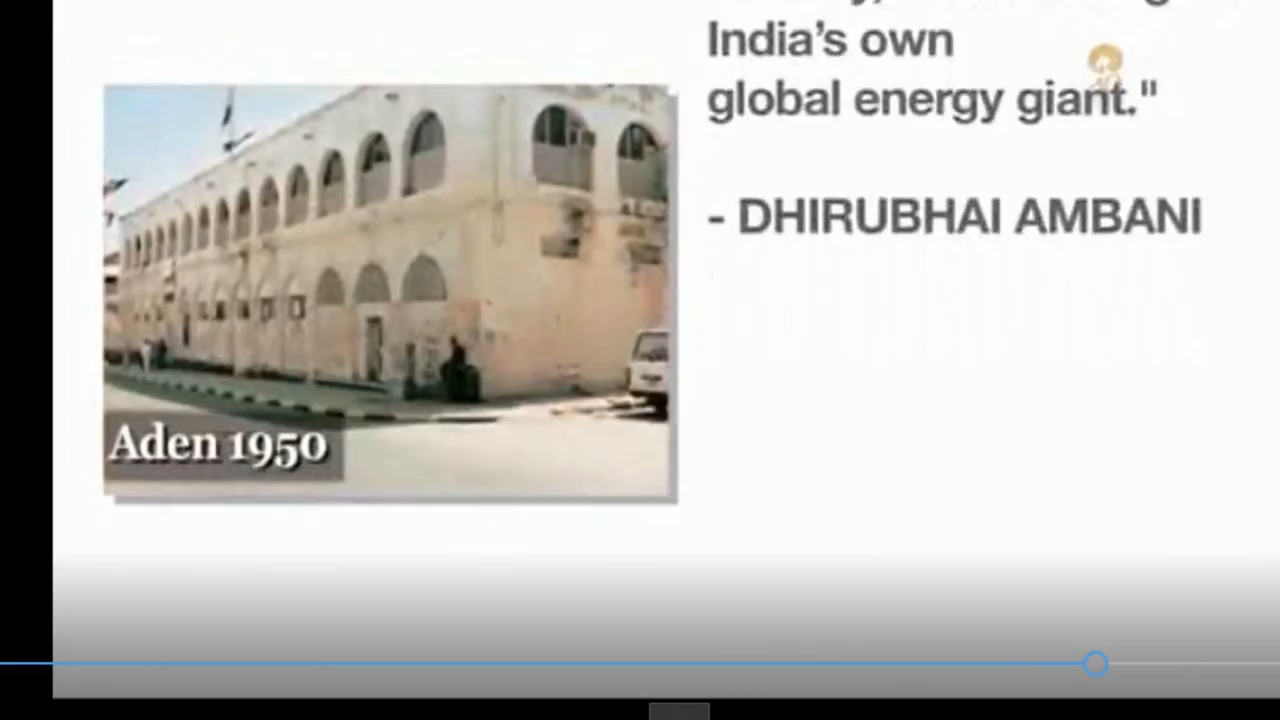 India's own
global energy giant."
- DHIRUBHAI AMBANI
Aden 1950